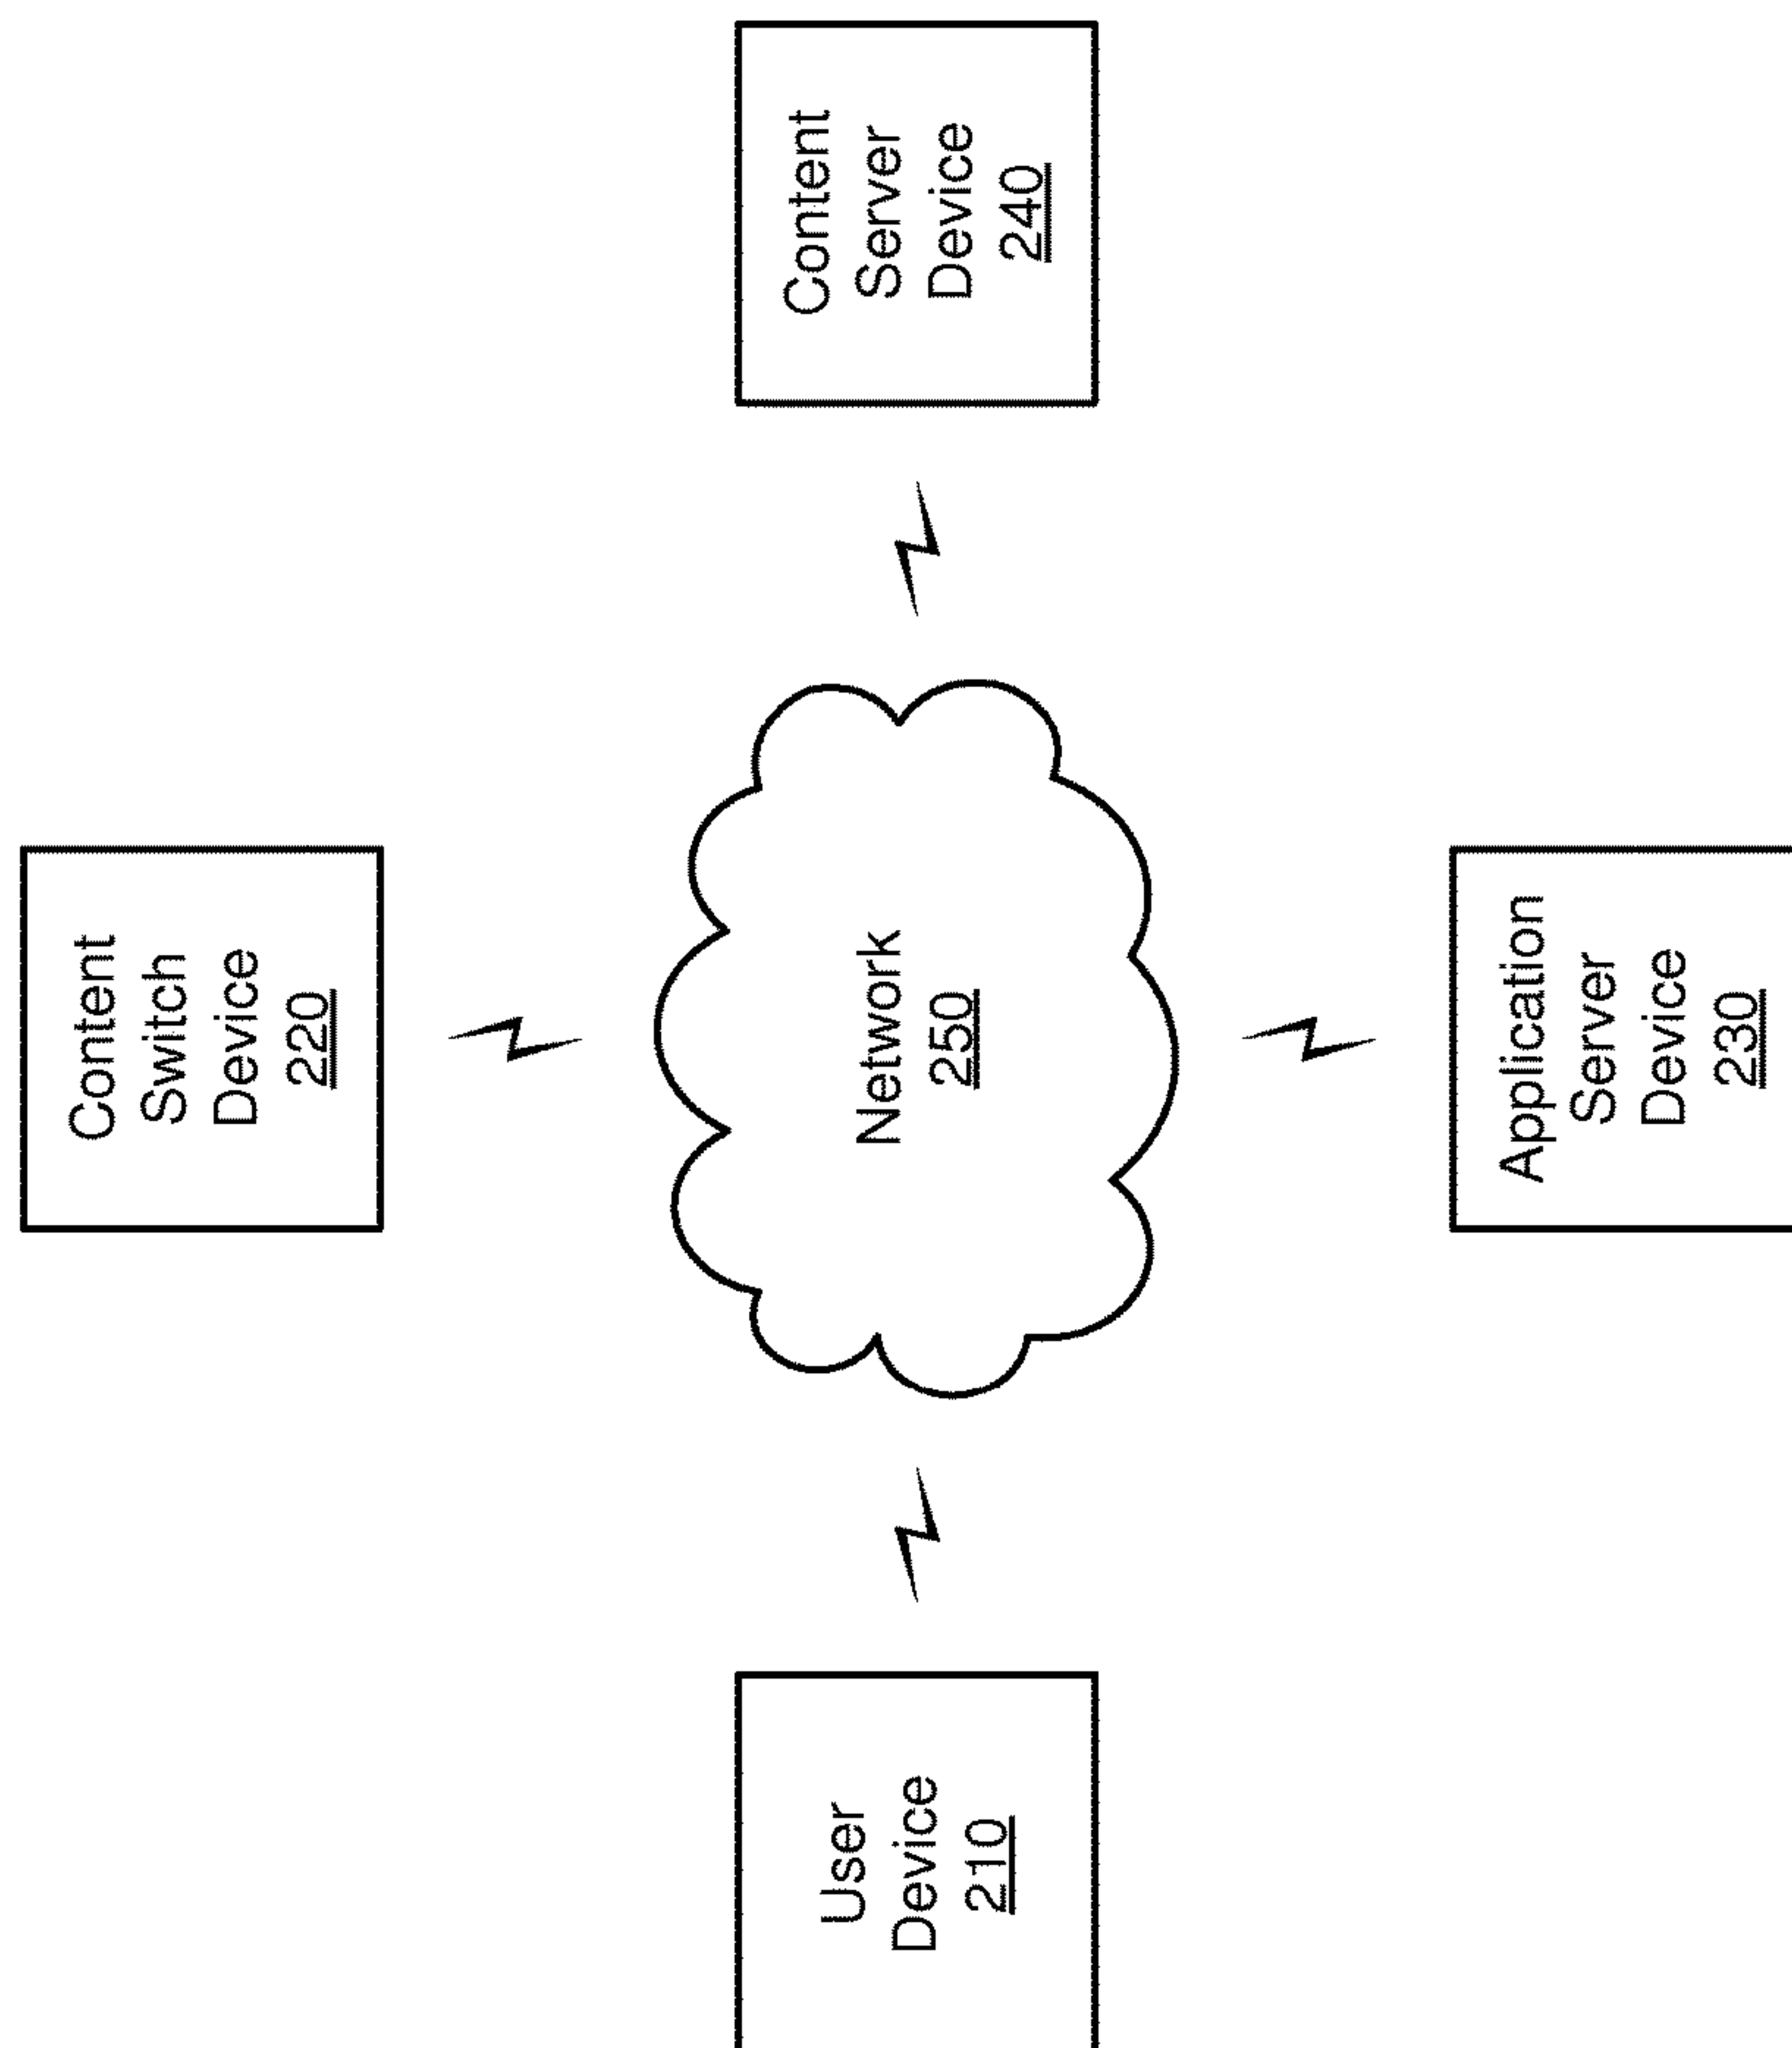 Content
Switch
Device
220
User
Device
210
Network
250
Content
Server
Device
240
Application
Server
Device
230